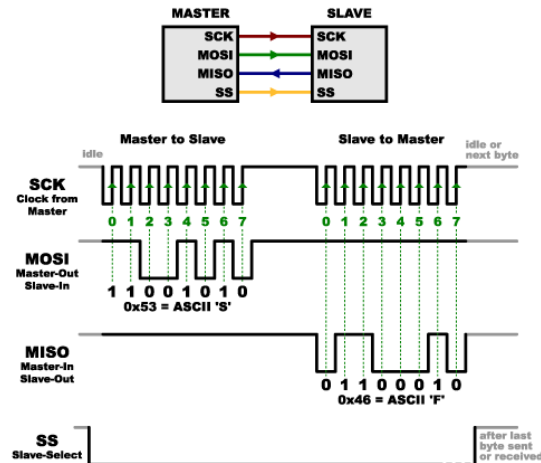 MASTER SLAVE
SCK SCK
MOSI MOSI
MISO MISO
SS SS
Master to Slave Slave to Master
idle
idle or
next byte
SCK
Clock from
Master
0 1 2 3 4 5 6 7 0 1 2 3 4 5 6 7
MOSI
Master-Out
Slave-In
1 1 0 0 1 0 1 0
0x53 = ASCII 'S'
MISO
Master-In
Slave-Out
0 1 1 0 0 0 1 0
0x46 = ASCII 'F'
SS
Slave-Select
after last
byte sent
or received